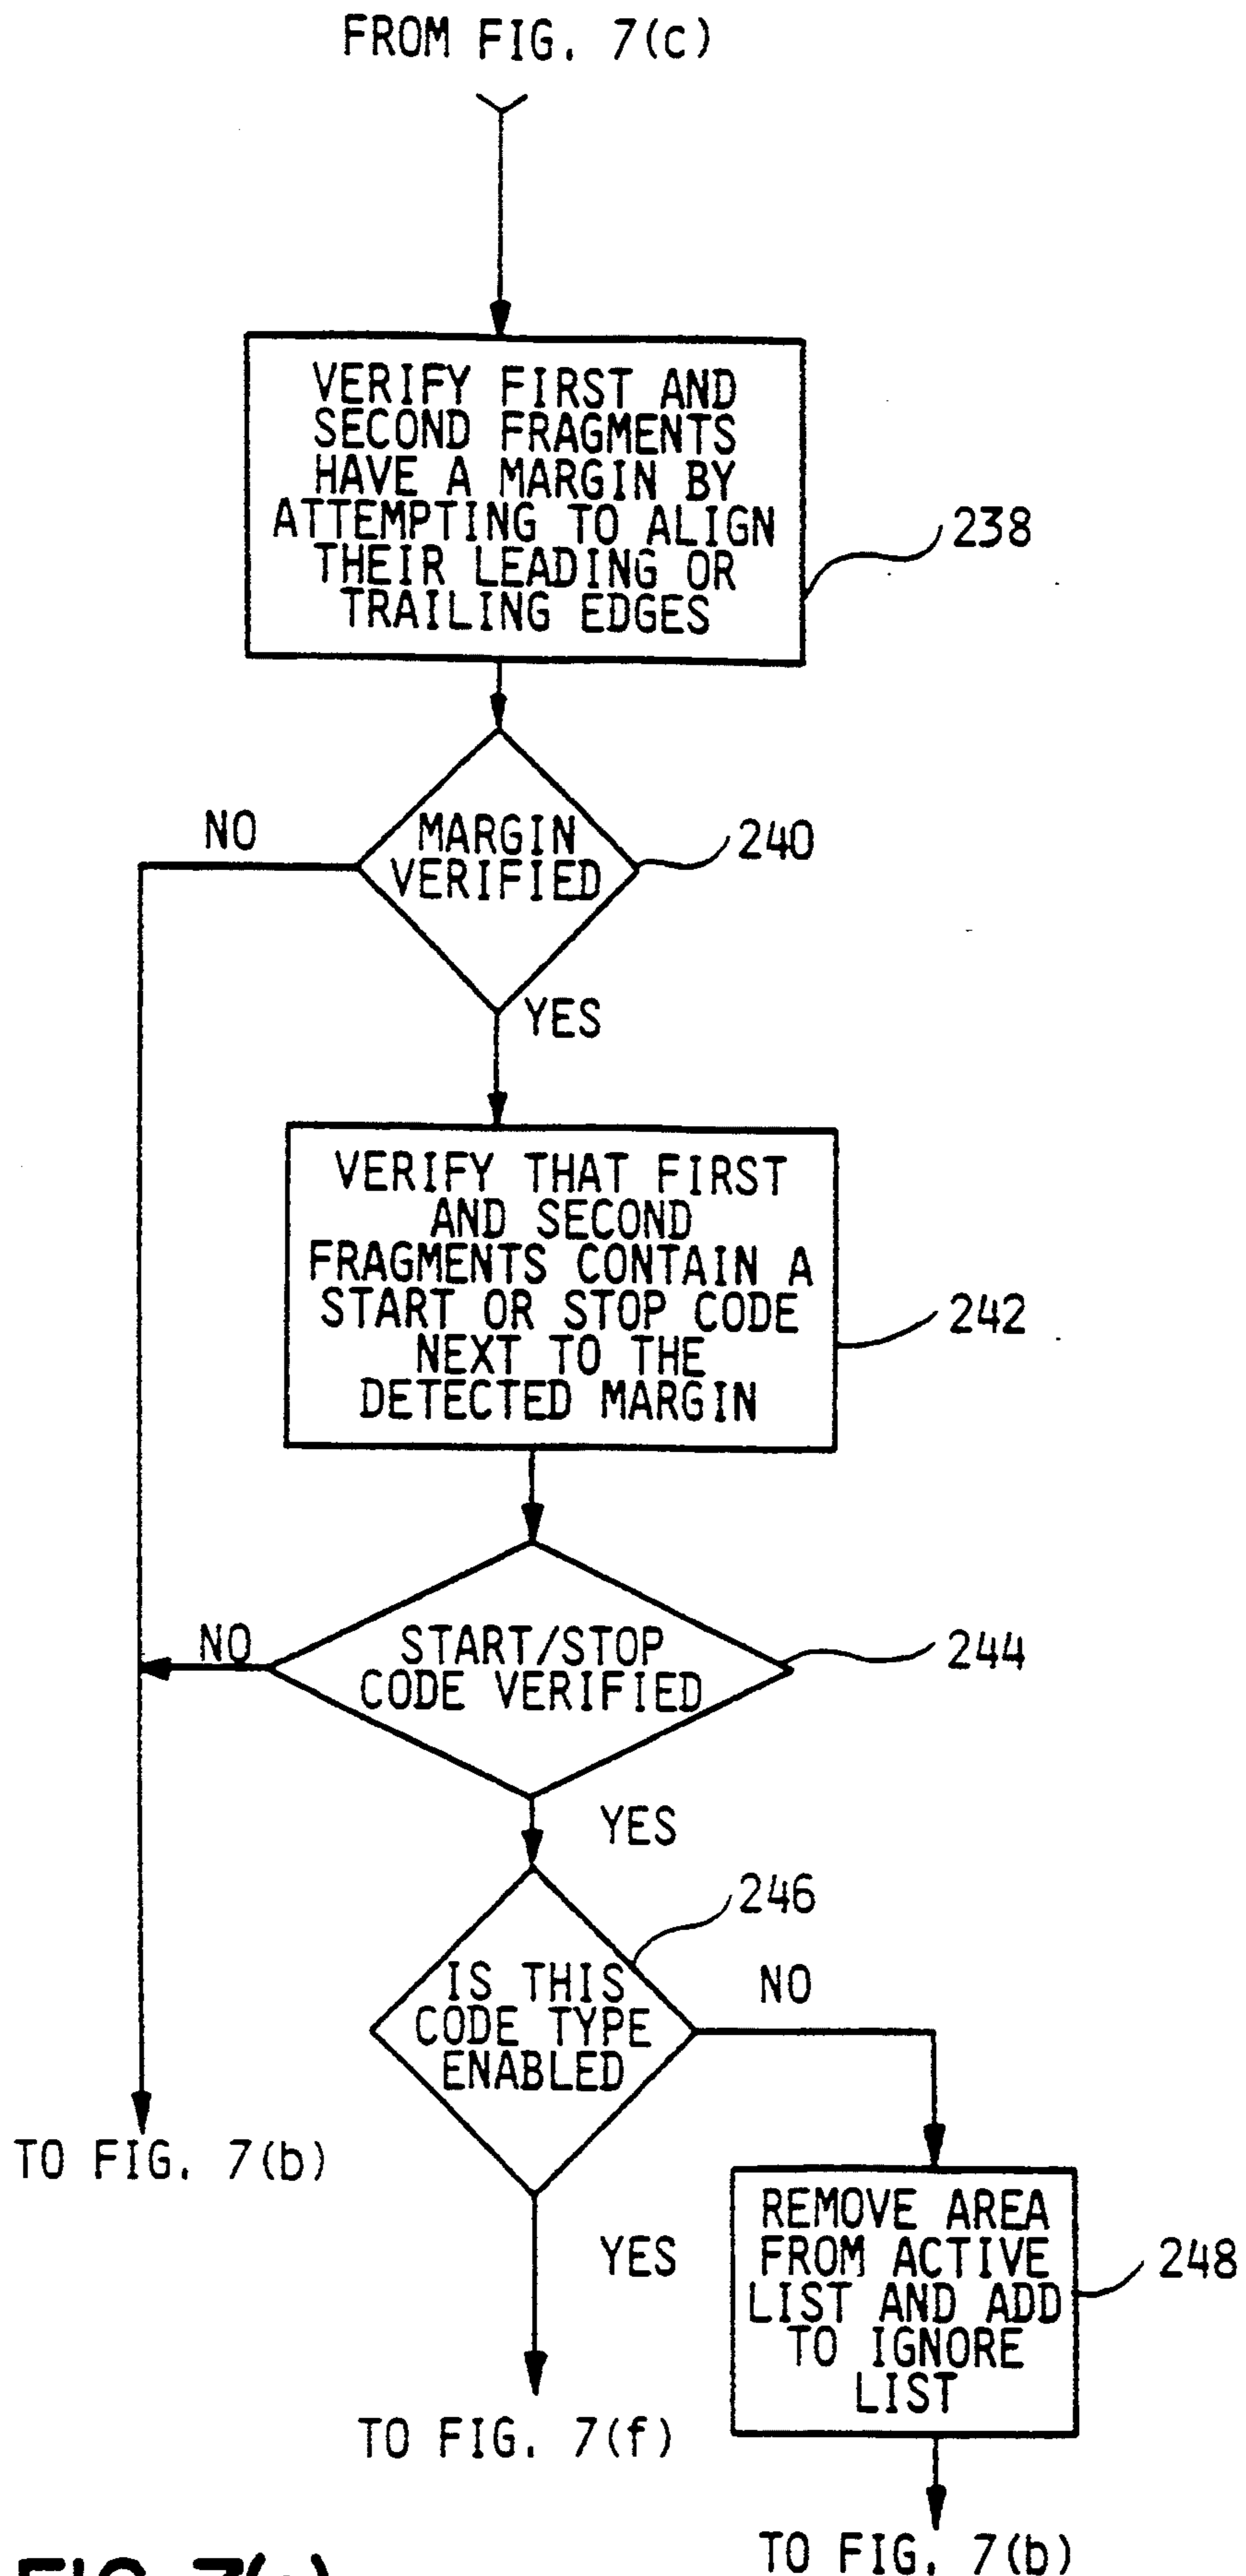 FROM FIG. 7(c)
VERIFY FIRST AND
SECOND FRAGMENTS
HAVE A MARGIN BY
ATTEMPTING TO ALIGN
THEIR LEADING OR
TRAILING EDGES
238
NO
MARGIN
VERIFIED
240
YES
VERIFY THAT FIRST
AND SECOND
FRAGMENTS CONTAIN A
START OR STOP CODE
NEXT TO THE
DETECTED MARGIN
242
NO
START/STOP
CODE VERIFIED
244
YES
246
IS THIS
CODE TYPE
ENABLED
NO
TO FIG. 7(b)
YES
REMOVE AREA
FROM ACTIVE
LIST AND ADD
TO IGNORE
LIST
248
TO FIG. 7(f)
TO FIG. 7(b)